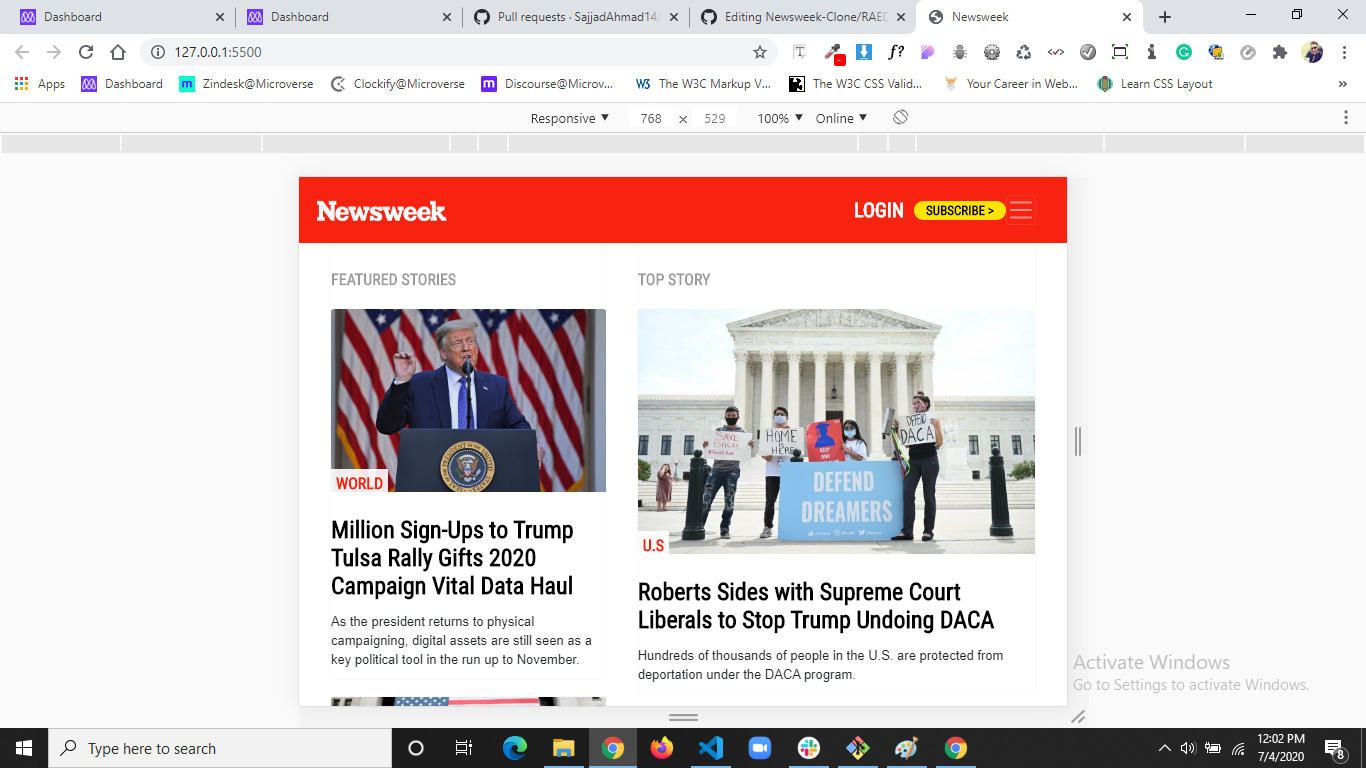 Dashboard
Dashboard
Pull requests · SajjadAhmad14/
Editing Newsweek-Clone/READ
Newsweek
127.0.0.1:5500
Apps
Dashboard
Zindesk@Microverse
Clockify@Microverse
Discourse@Microv...
The W3C Markup V...
The W3C CSS Valid...
Your Career in Web...
Learn CSS Layout
»
Responsive ▼
768 × 529
100% ▼
Online ▼
Newsweek
LOGIN
SUBSCRIBE >
FEATURED STORIES
WORLD
Million Sign-Ups to Trump
Tulsa Rally Gifts 2020
Campaign Vital Data Haul
As the president returns to physical
campaigning, digital assets are still seen as a
key political tool in the run up to November.
TOP STORY
SAVE
DACA
HOME
IS
HERE
DEFEND
DACA
DEFEND
DREAMERS
U.S
Roberts Sides with Supreme Court
Liberals to Stop Trump Undoing DACA
Hundreds of thousands of people in the U.S. are protected from
deportation under the DACA program.
Activate Windows
Go to Settings to activate Windows.
Type here to search
12:02 PM
7/4/2020
8